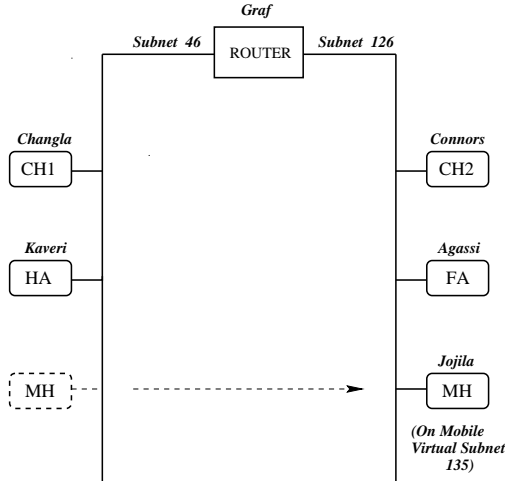 Graf
Subnet 46
ROUTER
Subnet 126
Changla
CH1
Connors
CH2
Kaveri
HA
Agassi
FA
MH
Jojila
MH
(On Mobile
Virtual Subnet
135)